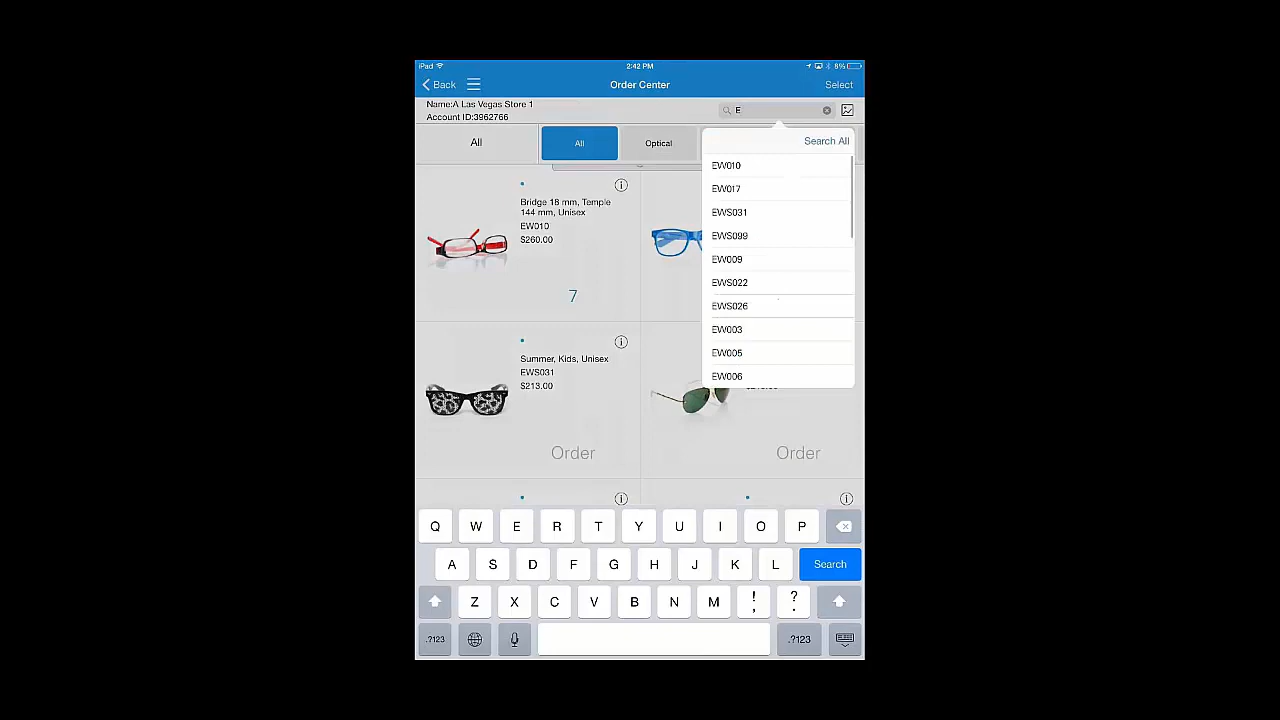 iPad 2:42 PM 8%
Back Order Center Select
Name:A Las Vegas Store 1
Account ID:3962766
E
All All Optical
Search All
EW010
EW017
EWS031
EWS099
EW009
EWS022
EWS026
EW003
EW005
EW006
Bridge 18 mm, Temple
144 mm, Unisex
EW010
$260.00
7
Summer, Kids, Unisex
EWS031
$213.00
Order Order
Q W E R T Y U I O P
A S D F G H J K L Search
Z X C V B N M ! , ? .
.?123 .?123